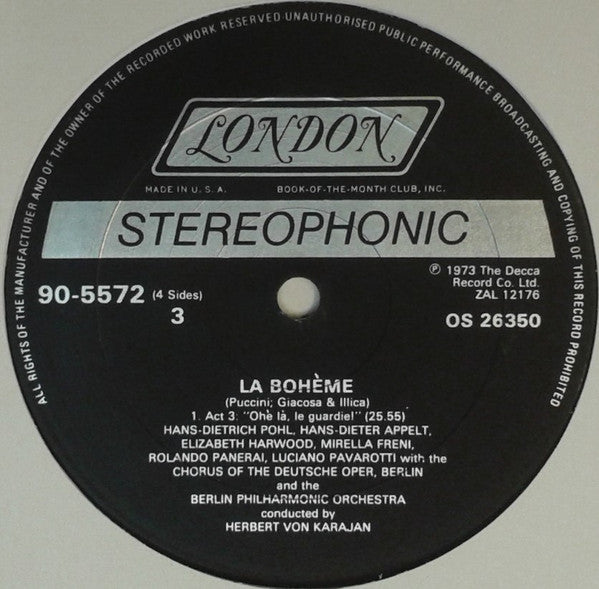 ALL RIGHTS OF THE MANUFACTURER AND OF THE OWNER OF THE RECORDED WORK RESERVED UNAUTHORISED PUBLIC PERFORMANCE BROADCASTING AND COPYING OF THIS RECORD PROHIBITED
LONDON
MADE IN U.S.A. BOOK-OF-THE-MONTH CLUB, INC.
STEREOPHONIC
90-5572 (4 Sides)
3
℗ 1973 The Decca
Record Co. Ltd.
ZAL 12176
OS 26350
LA BOHÈME
(Puccini; Giacosa & Illica)
1. Act 3: "Ohè là, le guardie!" (25.55)
HANS-DIETRICH POHL, HANS-DIETER APPELT,
ELIZABETH HARWOOD, MIRELLA FRENI,
ROLANDO PANERAI, LUCIANO PAVAROTTI with the
CHORUS OF THE DEUTSCHE OPER, BERLIN
and the
BERLIN PHILHARMONIC ORCHESTRA
conducted by
HERBERT VON KARAJAN